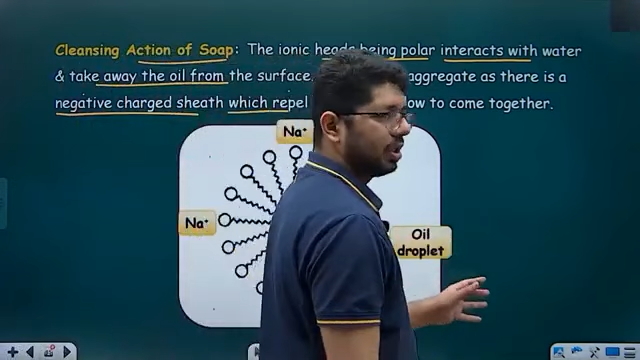 Cleansing Action of Soap: The ionic heads being polar interacts with water
& take away the oil from the surface. aggregate as there is a
negative charged sheath which repel to come together.
Na⁺
Na⁺
Oil
droplet